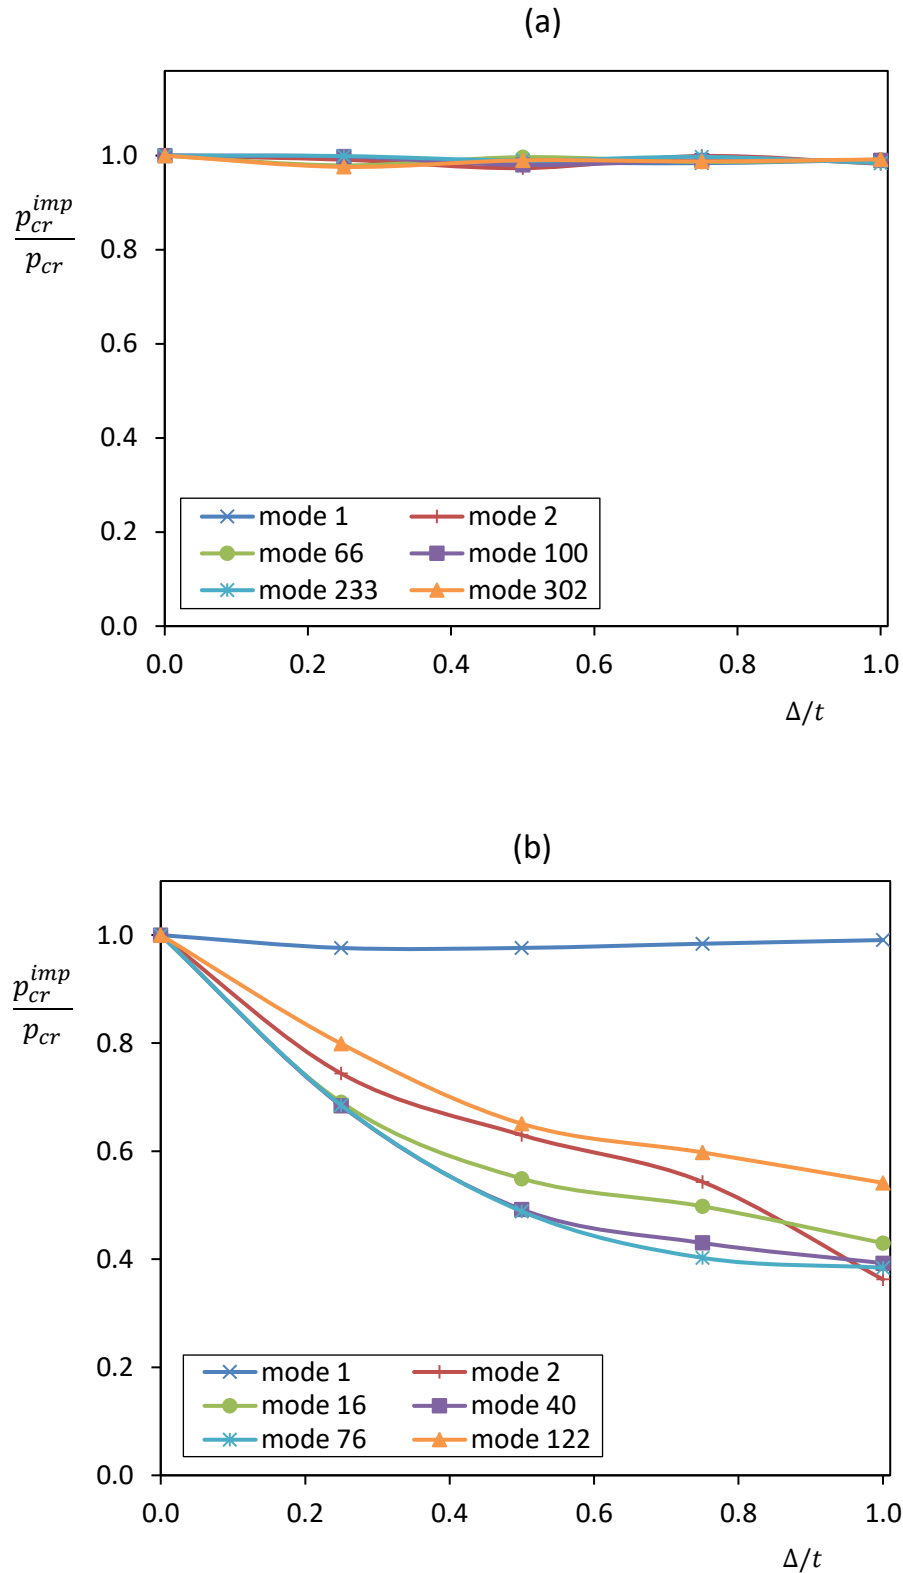 (a)
p_cr^imp
p_cr
1.0
0.8
0.6
0.4
0.2
0.0
mode 1 mode 2
mode 66 mode 100
mode 233 mode 302
0.0 0.2 0.4 0.6 0.8 1.0
Δ/t
(b)
p_cr^imp
p_cr
1.0
0.8
0.6
0.4
0.2
0.0
mode 1 mode 2
mode 16 mode 40
mode 76 mode 122
0.0 0.2 0.4 0.6 0.8 1.0
Δ/t